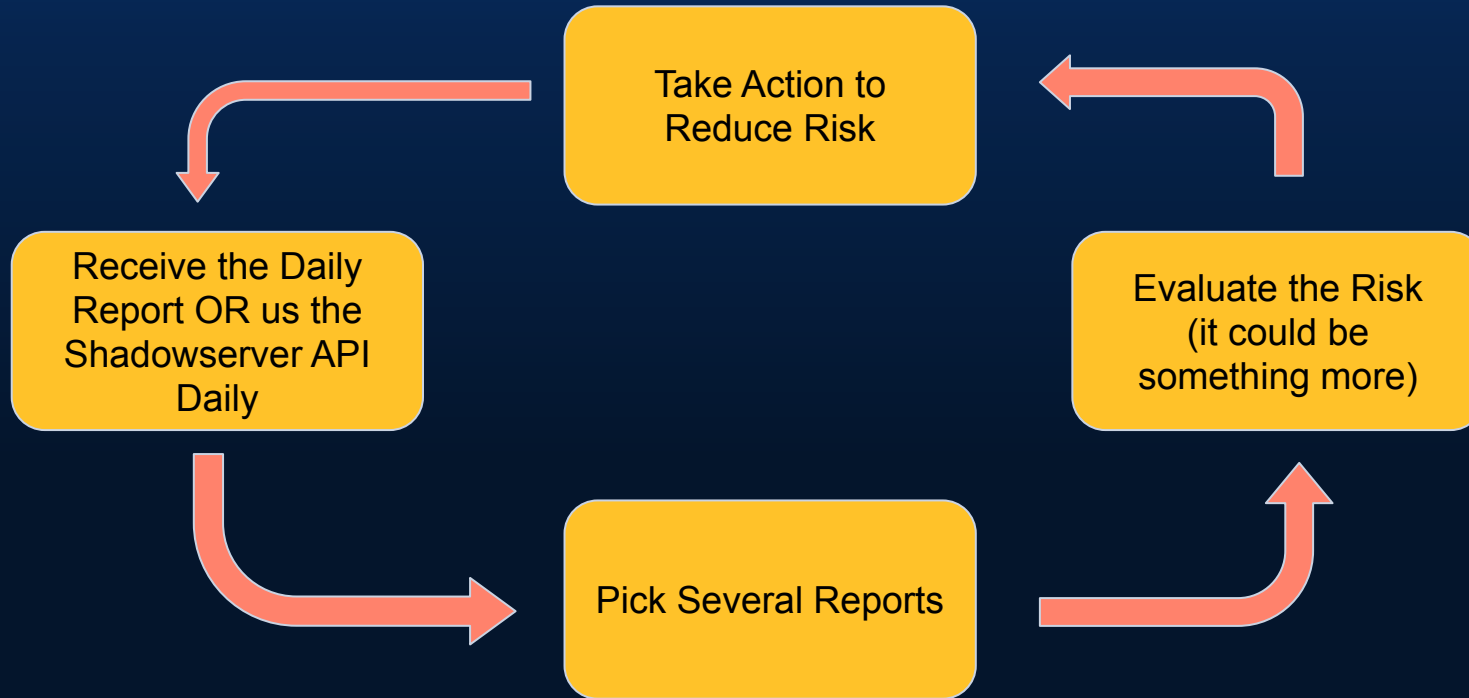 Take Action to
Reduce Risk
Receive the Daily
Report OR us the
Shadowserver API
Daily
Evaluate the Risk
(it could be
something more)
Pick Several Reports